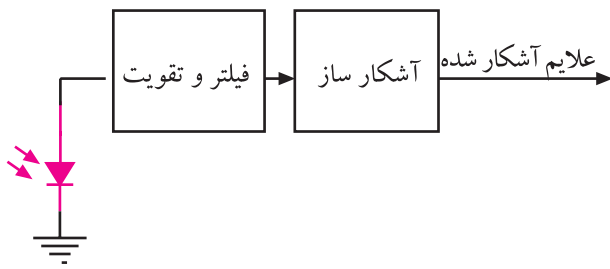 علایم آشکار شده
آشکار ساز
فیلتر و تقویت